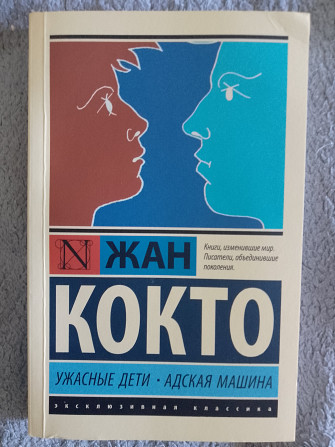 N ЖАН
Книги, изменившие мир.
Писатели, объединившие
поколения.
КОКТО
УЖАСНЫЕ ДЕТИ • АДСКАЯ МАШИНА
эксклюзивная классика